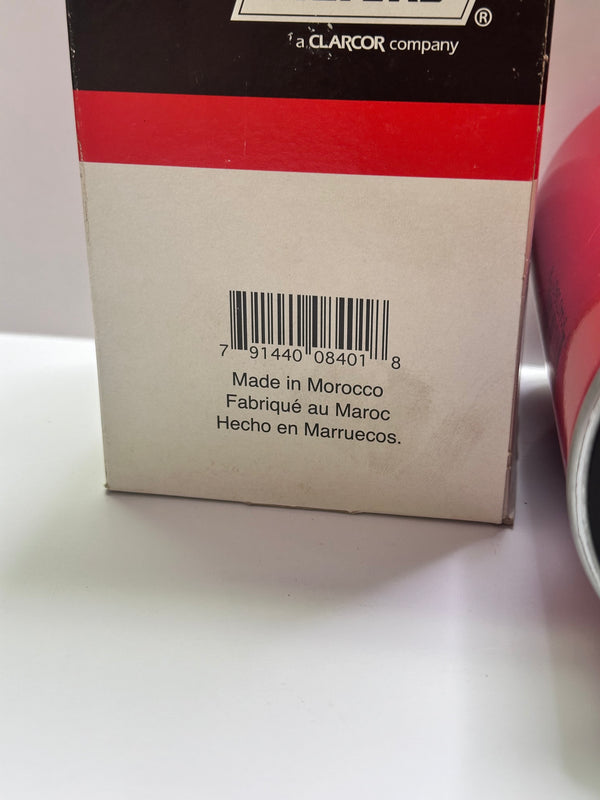 ®
a CLARCOR company
7 91440 08401 8
Made in Morocco
Fabriqué au Maroc
Hecho en Marruecos.